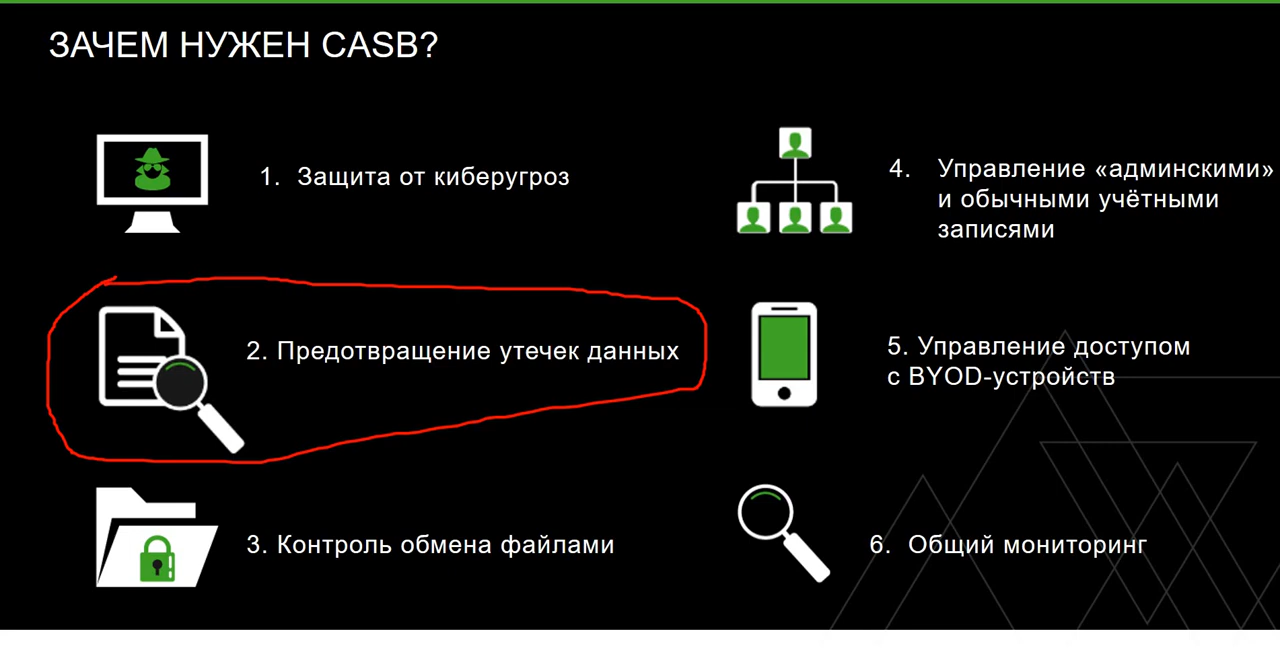 ЗАЧЕМ НУЖЕН CASB?
1. Защита от киберугроз
2. Предотвращение утечек данных
3. Контроль обмена файлами
4. Управление «админскими»
и обычными учётными
записями
5. Управление доступом
с BYOD-устройств
6. Общий мониторинг